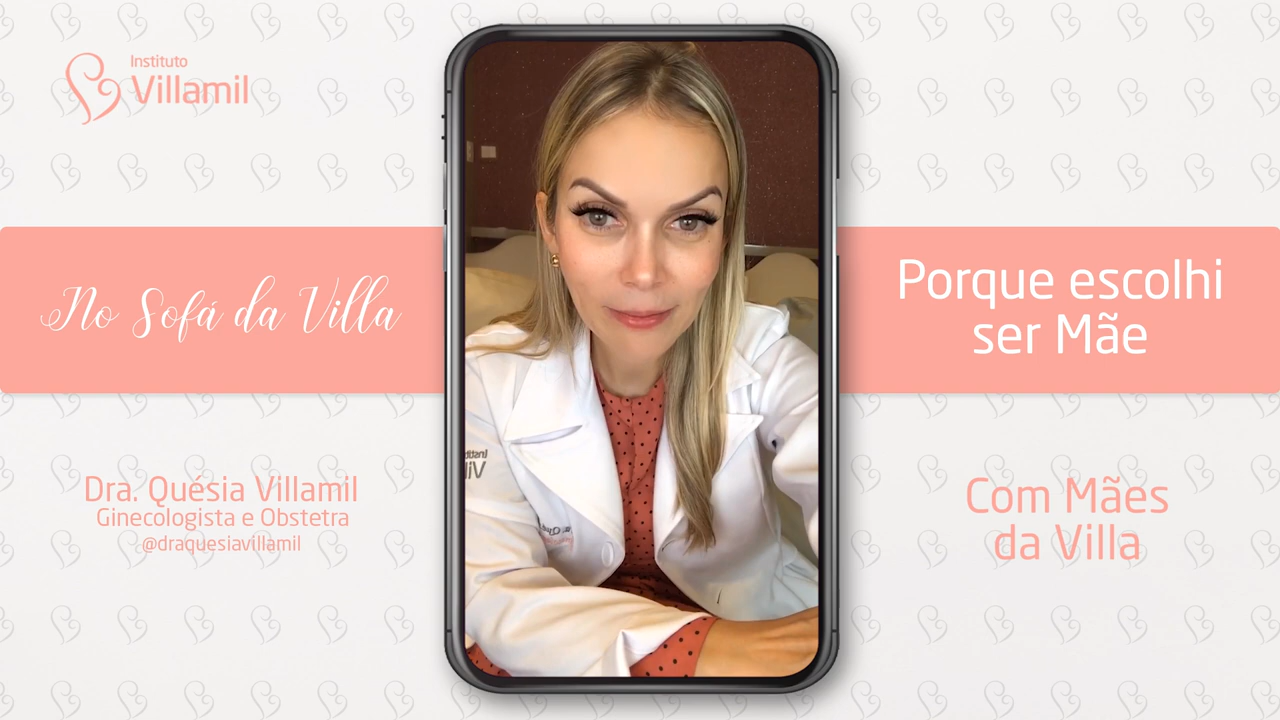 Instituto
Villamil
No Sofá da Villa
Dra. Quésia Villamil
Ginecologista e Obstetra
@draquesiavillamil
Porque escolhi
ser Mãe
Com Mães
da Villa